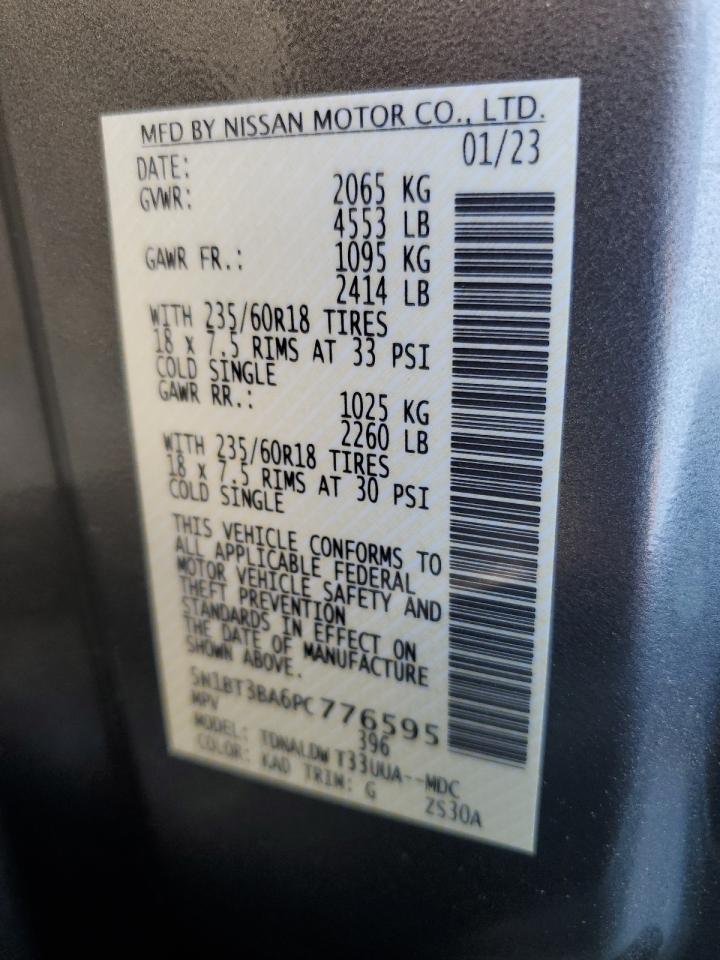 MFD BY NISSAN MOTOR CO., LTD.
DATE: 01/23
GVWR: 2065 KG
4553 LB
GAWR FR.: 1095 KG
2414 LB
WITH 235/60R18 TIRES
18 x 7.5 RIMS AT 33 PSI
COLD SINGLE
GAWR RR.: 1025 KG
2260 LB
WITH 235/60R18 TIRES
18 x 7.5 RIMS AT 30 PSI
COLD SINGLE
THIS VEHICLE CONFORMS TO
ALL APPLICABLE FEDERAL
MOTOR VEHICLE SAFETY AND
THEFT PREVENTION
STANDARDS IN EFFECT ON
THE DATE OF MANUFACTURE
SHOWN ABOVE.
5N1BT3BA6PC776595
MPV 396
MODEL: TDNALDW T33UUA--MDC
COLOR: KAD TRIM: G ZS30A